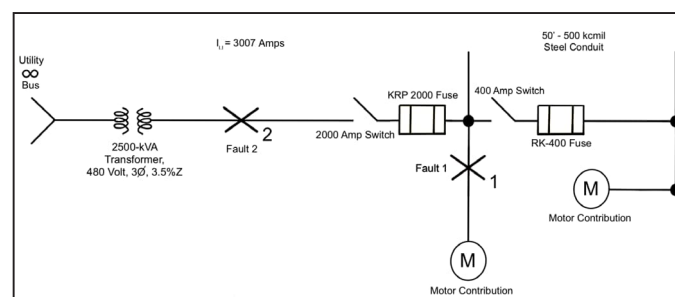 I L.L = 3007 Amps
50' - 500 kcmil
Steel Conduit
Utility
∞
Bus
KRP 2000 Fuse
400 Amp Switch
2
2000 Amp Switch
Fault 2
RK-400 Fuse
2500-kVA
Transformer,
480 Volt, 3Ø, 3.5%Z
Fault 1
1
M
Motor Contribution
M
Motor Contribution